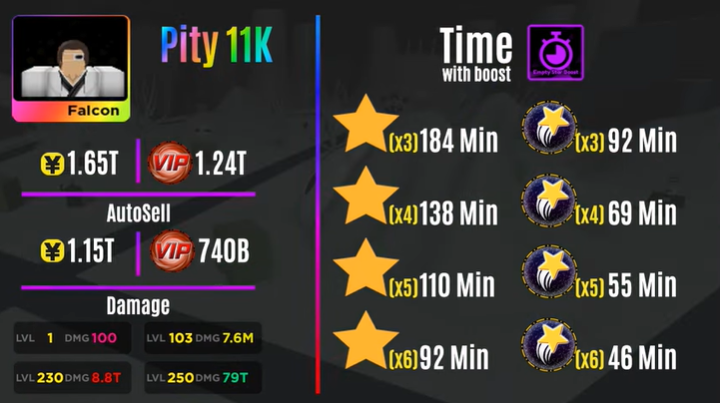 Pity 11K
Falcon
¥ 1.65T VIP 1.24T
AutoSell
¥ 1.15T VIP 740B
Damage
LVL 1 DMG 100 LVL 103 DMG 7.6M
LVL 230 DMG 8.8T LVL 250 DMG 79T
Time
with boost
Empty Star Boost
(x3) 184 Min (x3) 92 Min
(x4) 138 Min (x4) 69 Min
(x5) 110 Min (x5) 55 Min
(x6) 92 Min (x6) 46 Min